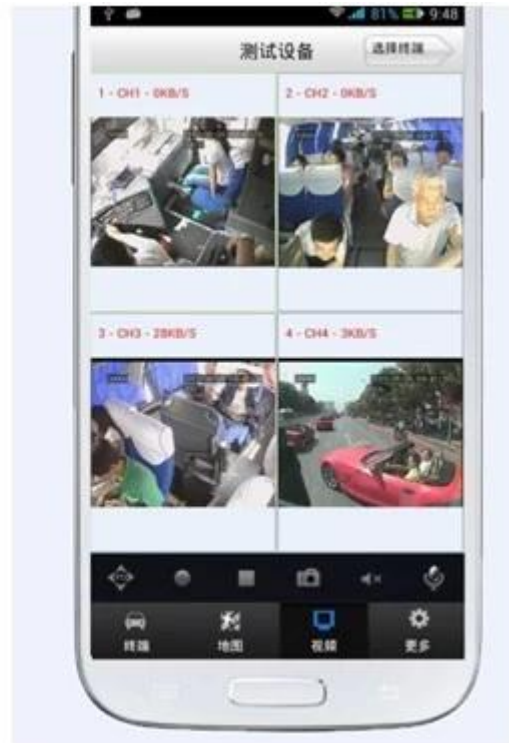 81% 9:48
测试设备 选择终端
1 - CH1 - 0KB/S 2 - CH2 - 0KB/S
3 - CH3 - 28KB/S 4 - CH4 - 3KB/S
PTZ
终端 地图 视频 更多